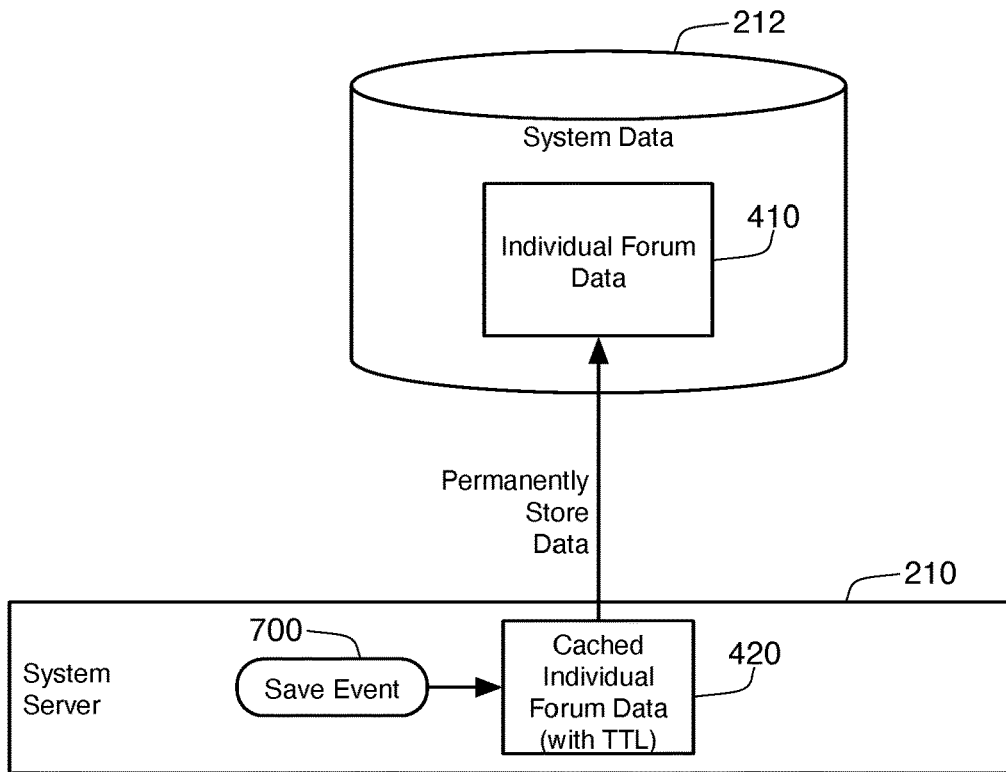 212
System Data
410
Individual Forum
Data
Permanently
Store
Data
210
700
Cached
Individual
Forum Data
(with TTL)
420
System
Server
Save Event